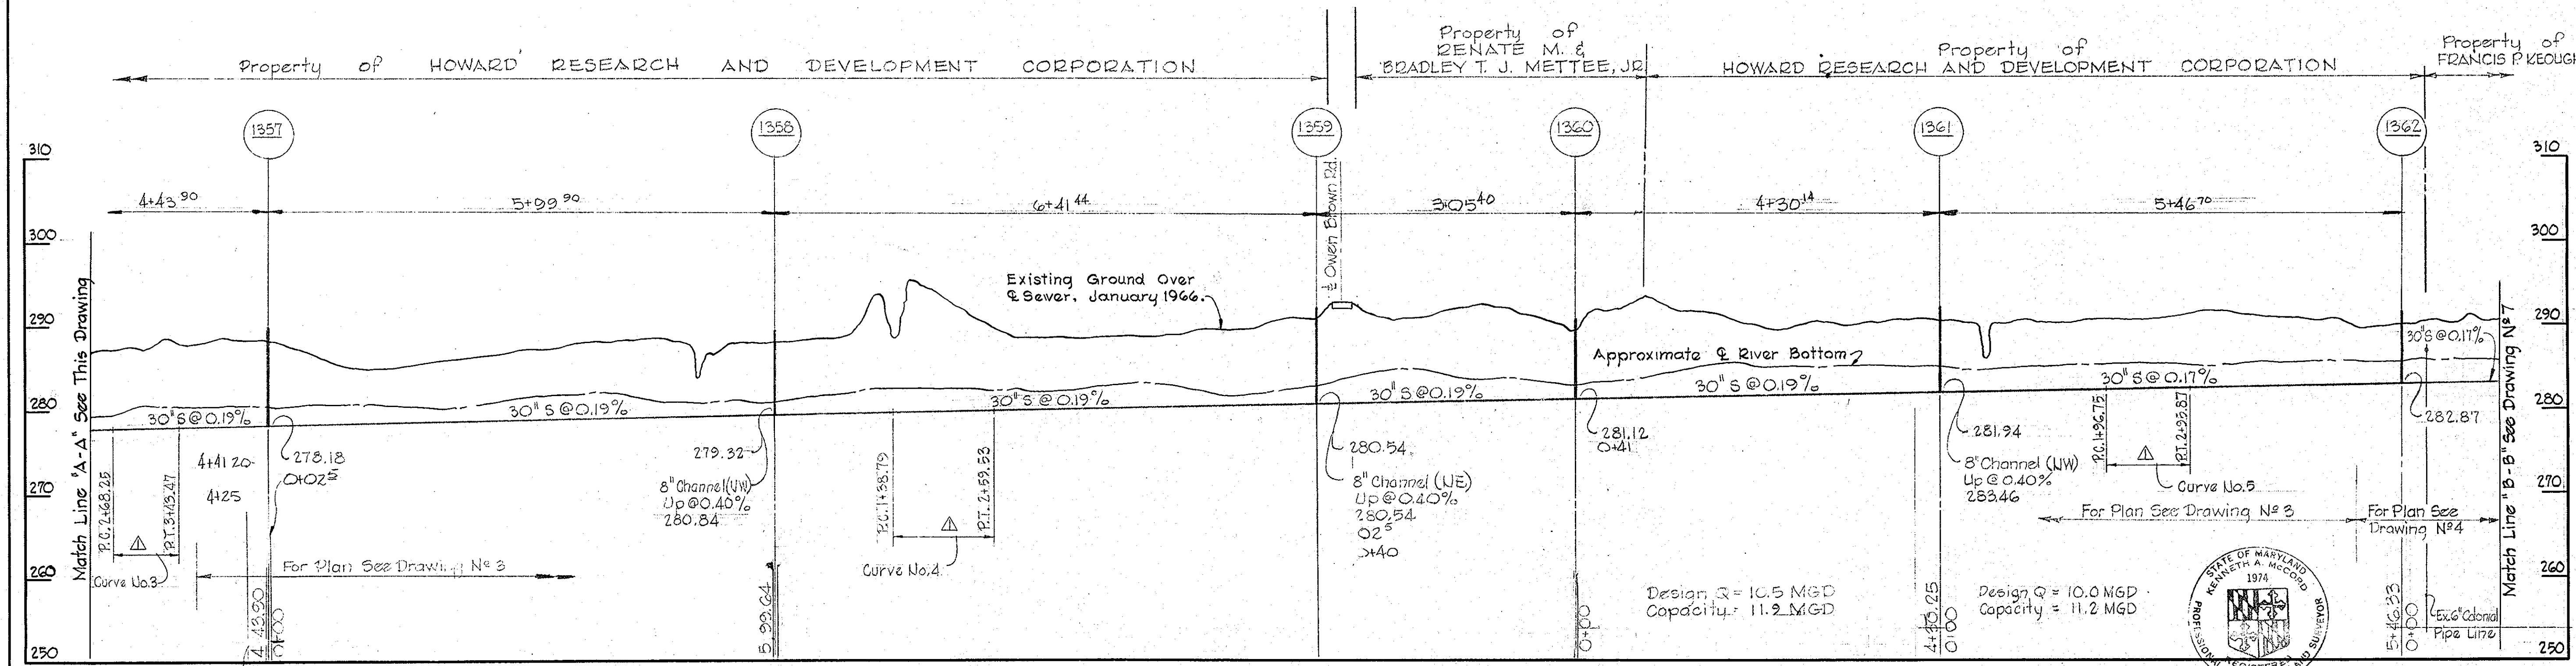 Property of HOWARD RESEARCH AND DEVELOPMENT CORPORATION
Property of
RENATE M. &
BRADLEY T. J. METTEE, JR
Property of
HOWARD RESEARCH AND DEVELOPMENT CORPORATION
Property of
FRANCIS P. KEOUGH
1357
1358
1359
1360
1361
1362
310
310
4+43.90
5+99.90
6+41.44
3+05.40
4+30.14
5+46.70
300
300
℄ Owen Brown Rd.
Existing Ground Over
℄ Sewer, January 1966.
290
290
Approximate ℄ River Bottom
30"S@0.17%
30" S @ 0.19%
30" S @ 0.19%
30" S @ 0.19%
30" S @ 0.19%
30" S @ 0.19%
30" S @ 0.17%
280
280
Match Line "A-A" See This Drawing
Match Line "B-B" See Drawing Nº 7
P.C. 2+68.25
P.T. 3+43.47
Curve No.3
4+41.20
4+25
278.18
0+02⁵
279.32
8" Channel (NW)
Up @ 0.40%
280.84
P.C. 1+38.79
P.T. 2+59.53
Curve No.4
280.54
8" Channel (NE)
Up @ 0.40%
280.54
02⁵
0+40
281.12
0+41
281.94
8" Channel (NW)
Up @ 0.40%
283.46
P.C. 1+96.75
P.T. 2+95.87
Curve No.5
282.87
270
270
For Plan See Drawing Nº 3
For Plan See Drawing Nº 3
For Plan See
Drawing Nº 4
260
260
4+43.90
0+00
5+99.64
0+00
4+30.25
0+00
5+46.33
0+00
Design Q = 10.5 MGD
Capacity = 11.9 MGD
Design Q = 10.0 MGD
Capacity = 11.2 MGD
STATE OF MARYLAND
KENNETH A. McCORD
1974
PROFESSIONAL
REGISTERED
AND SURVEYOR
Ex. 6" Colonial
Pipe Line
250
250